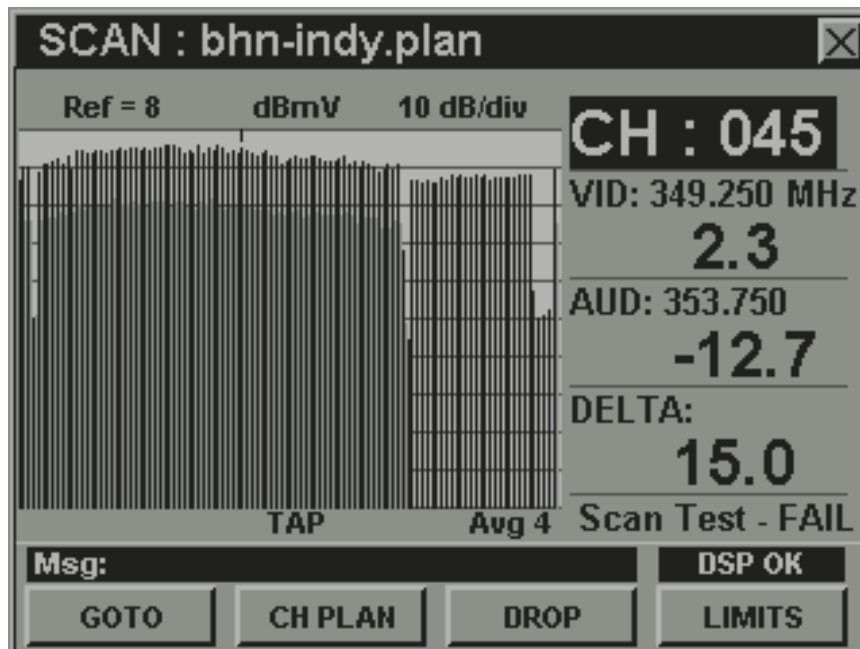 SCAN : bhn-indy.plan
Ref = 8 dBmV 10 dB/div
CH : 045
VID: 349.250 MHz
2.3
AUD: 353.750
-12.7
DELTA:
15.0
TAP Avg 4 Scan Test - FAIL
Msg: DSP OK
GOTO CH PLAN DROP LIMITS